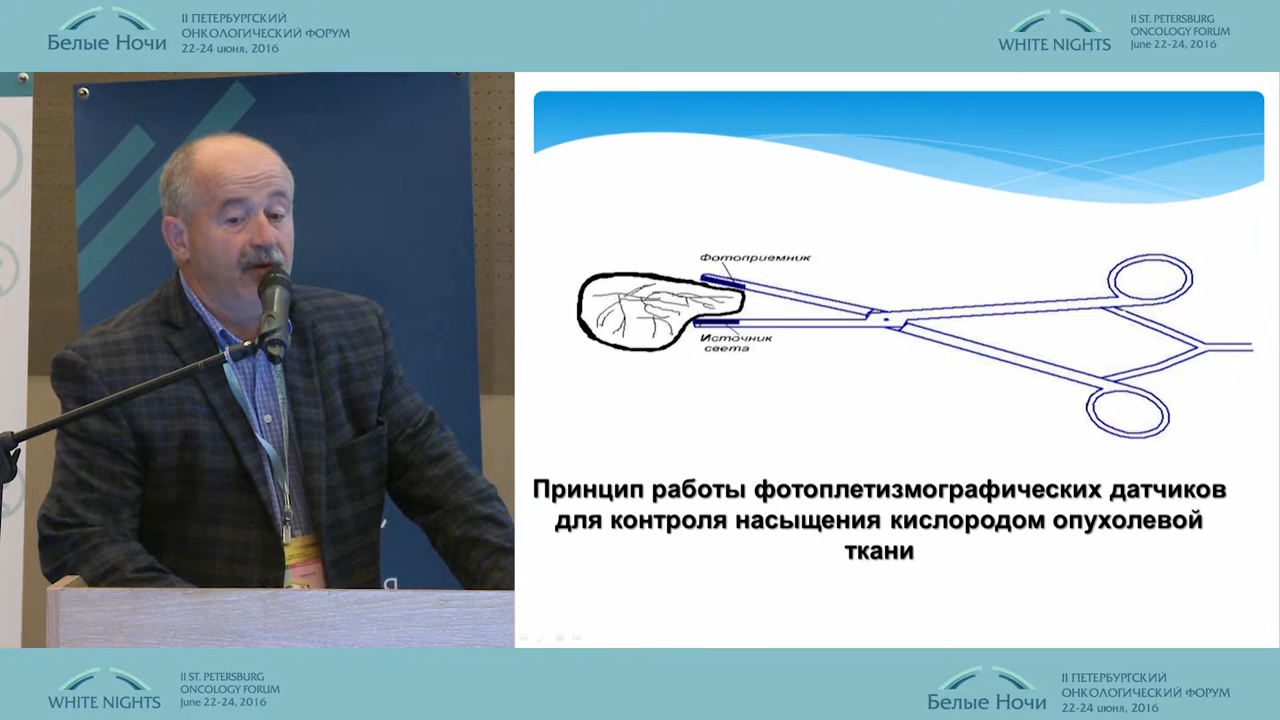 Белые Ночи
II ПЕТЕРБУРГСКИЙ
ОНКОЛОГИЧЕСКИЙ ФОРУМ
22-24 июня, 2016
WHITE NIGHTS
II ST. PETERSBURG
ONCOLOGY FORUM
June 22-24, 2016
Фотоприемник
Источник
света
Принцип работы фотоплетизмографических датчиков
для контроля насыщения кислородом опухолевой
ткани
WHITE NIGHTS
II ST. PETERSBURG
ONCOLOGY FORUM
June 22-24, 2016
Белые Ночи
II ПЕТЕРБУРГСКИЙ
ОНКОЛОГИЧЕСКИЙ ФОРУМ
22-24 июня, 2016